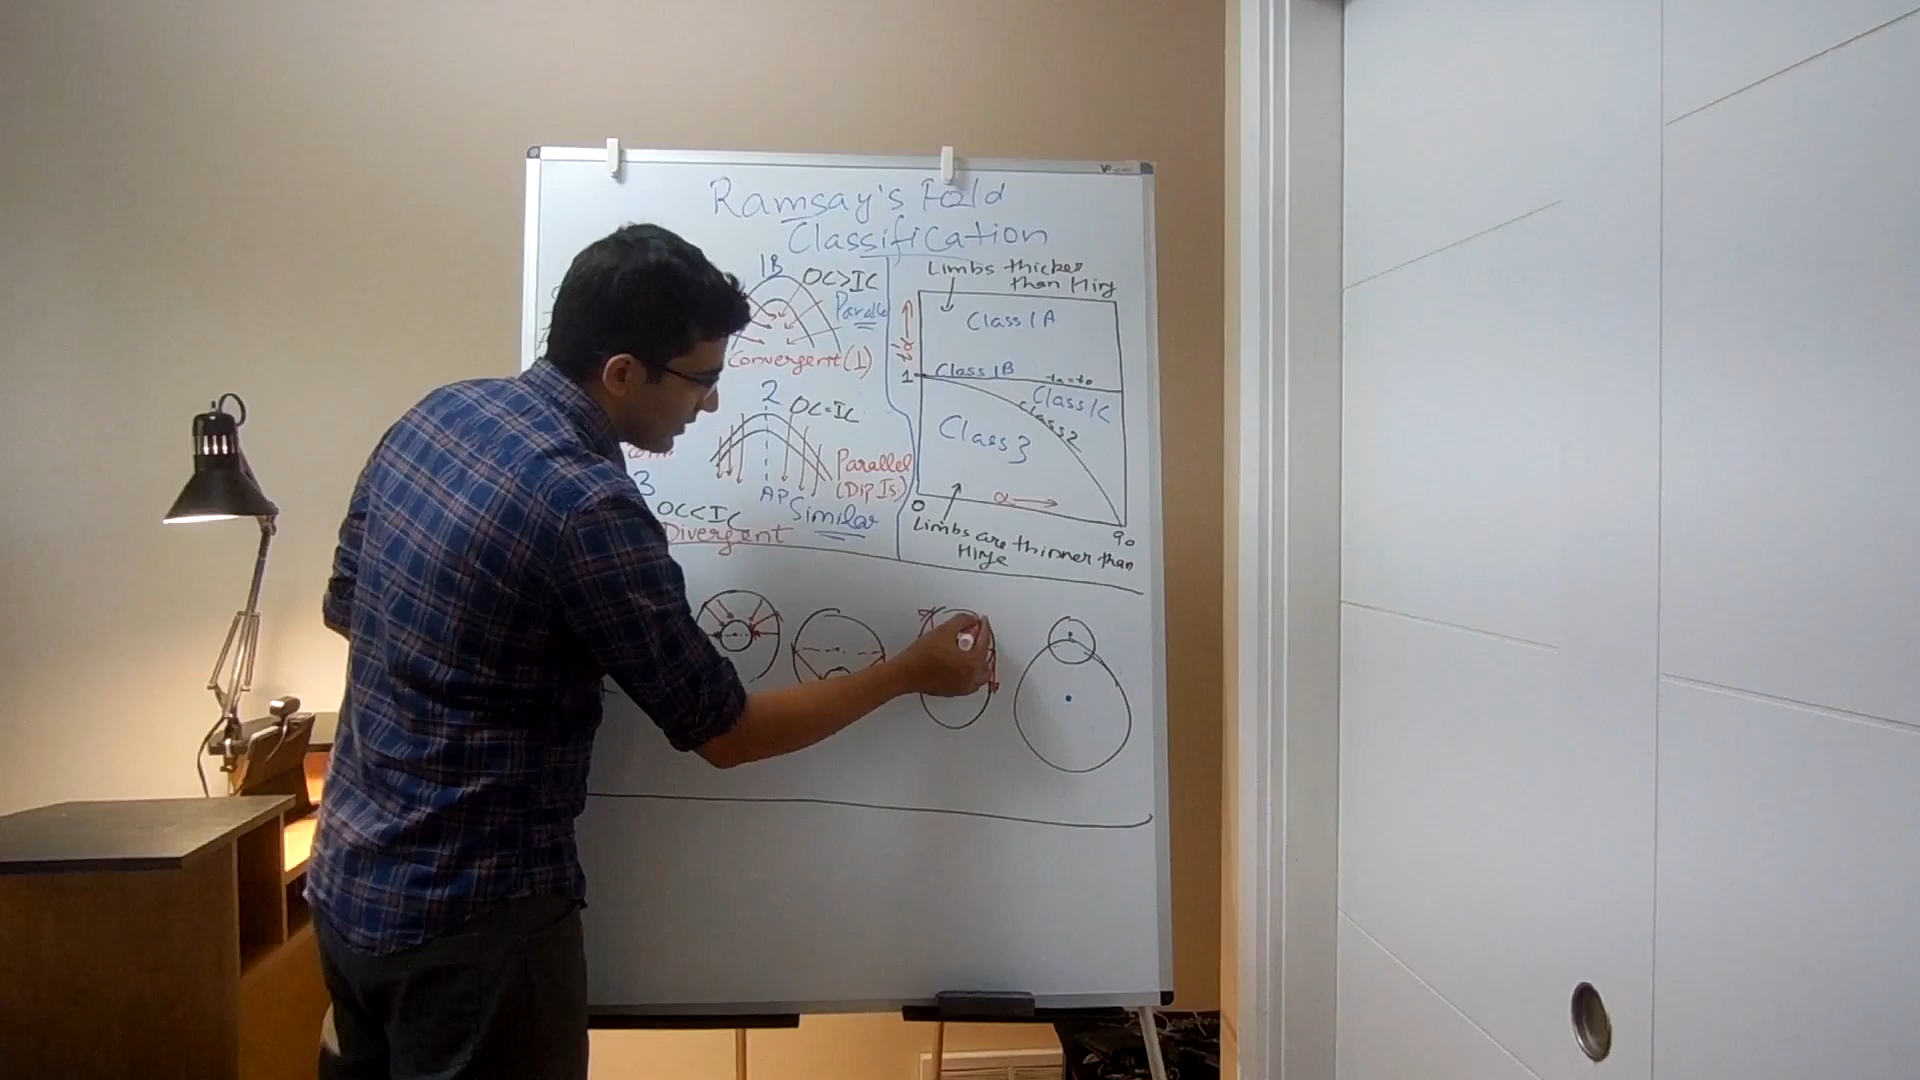 Ramsay's Fold
Classification
1B
OC>IC
Parallel
Convergent (1)
2
OC=IC
Parallel
(Dip Is.)
AP
Similar
3
OC<IC
Divergent
Limbs thicker
than Hing
Class 1A
1
Class 1B
Class 1C
Class 2
Class 3
0
α
90
Limbs are thinner than
Hinge